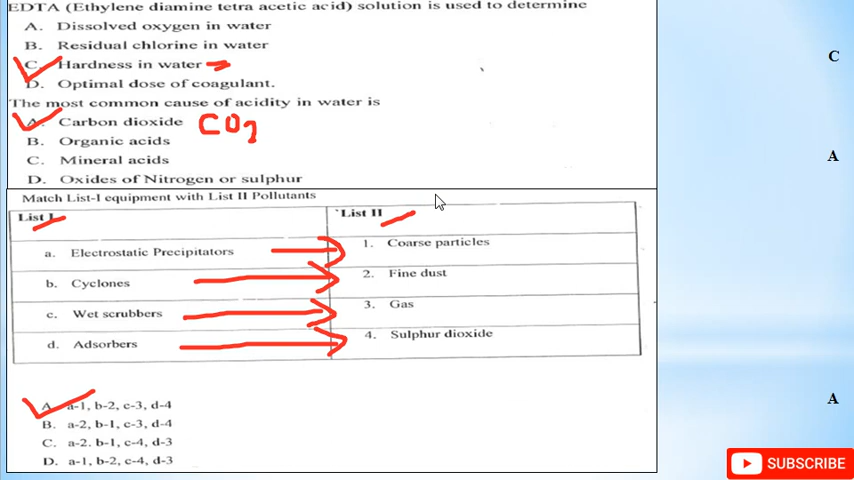 EDTA (Ethylene diamine tetra acetic acid) solution is used to determine
A. Dissolved oxygen in water
B. Residual chlorine in water
C. Hardness in water
D. Optimal dose of coagulant.
C
The most common cause of acidity in water is
A. Carbon dioxide CO2
B. Organic acids
C. Mineral acids
A
D. Oxides of Nitrogen or sulphur
Match List-I equipment with List II Pollutants
List I `List II
a. Electrostatic Precipitators 1. Coarse particles
b. Cyclones 2. Fine dust
c. Wet scrubbers 3. Gas
d. Adsorbers 4. Sulphur dioxide
A. a-1, b-2, c-3, d-4
A
B. a-2, b-1, c-3, d-4
C. a-2. b-1, c-4, d-3
D. a-1, b-2, c-4, d-3
SUBSCRIBE